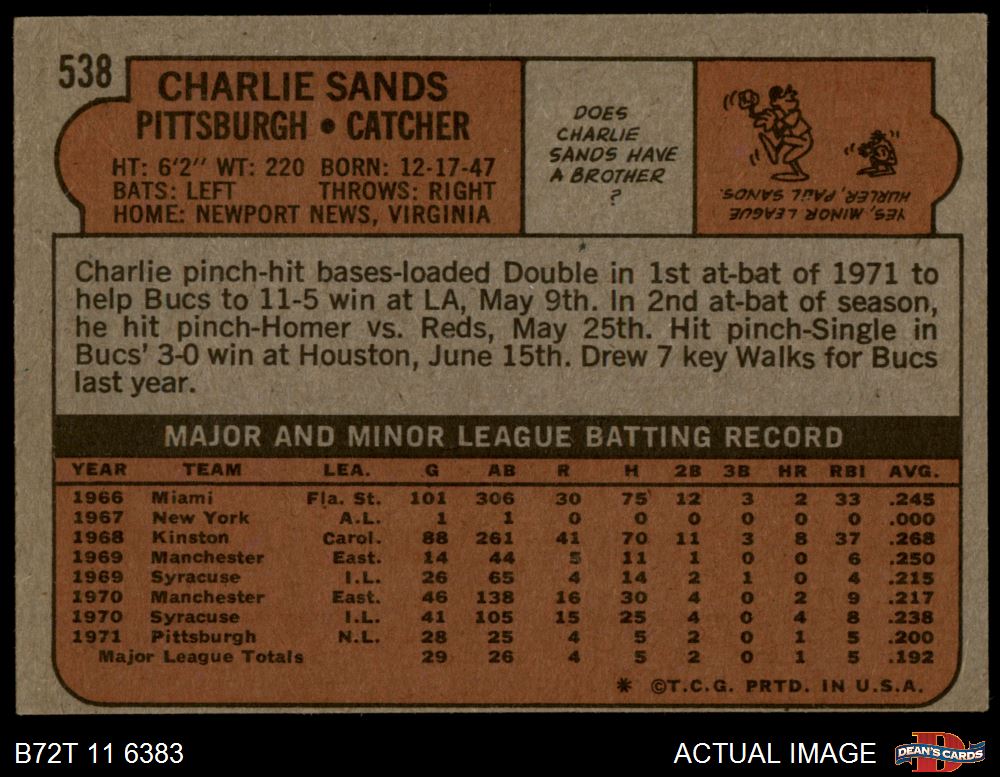 538
CHARLIE SANDS
PITTSBURGH • CATCHER
HT: 6'2" WT: 220 BORN: 12-17-47
BATS: LEFT THROWS: RIGHT
HOME: NEWPORT NEWS, VIRGINIA
DOES
CHARLIE
SANDS HAVE
A BROTHER
?
YES, MINOR LEAGUE
HURLER, PAUL SANDS.
Charlie pinch-hit bases-loaded Double in 1st at-bat of 1971 to
help Bucs to 11-5 win at LA, May 9th. In 2nd at-bat of season,
he hit pinch-Homer vs. Reds, May 25th. Hit pinch-Single in
Bucs' 3-0 win at Houston, June 15th. Drew 7 key Walks for Bucs
last year.
MAJOR AND MINOR LEAGUE BATTING RECORD
YEAR TEAM LEA. G AB R H 2B 3B HR RBI AVG.
1966 Miami Fla. St. 101 306 30 75 12 3 2 33 .245
1967 New York A.L. 1 1 0 0 0 0 0 0 .000
1968 Kinston Carol. 88 261 41 70 11 3 8 37 .268
1969 Manchester East. 14 44 5 11 1 0 0 6 .250
1969 Syracuse I.L. 26 65 4 14 2 1 0 4 .215
1970 Manchester East. 46 138 16 30 4 0 2 9 .217
1970 Syracuse I.L. 41 105 15 25 4 0 4 8 .238
1971 Pittsburgh N.L. 28 25 4 5 2 0 1 5 .200
Major League Totals 29 26 4 5 2 0 1 5 .192
* ©T.C.G. PRTD. IN U.S.A.
B72T 11 6383
ACTUAL IMAGE
D
DEAN'S CARDS